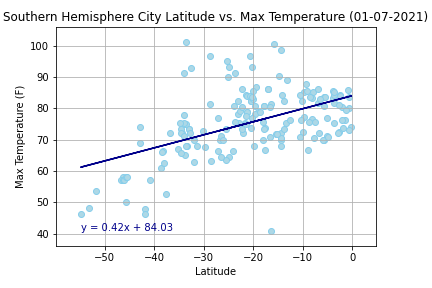 Southern Hemisphere City Latitude vs. Max Temperature (01-07-2021)
Max Temperature (F)
100
90
80
70
60
50
40
y = 0.42x + 84.03
−50 −40 −30 −20 −10 0
Latitude